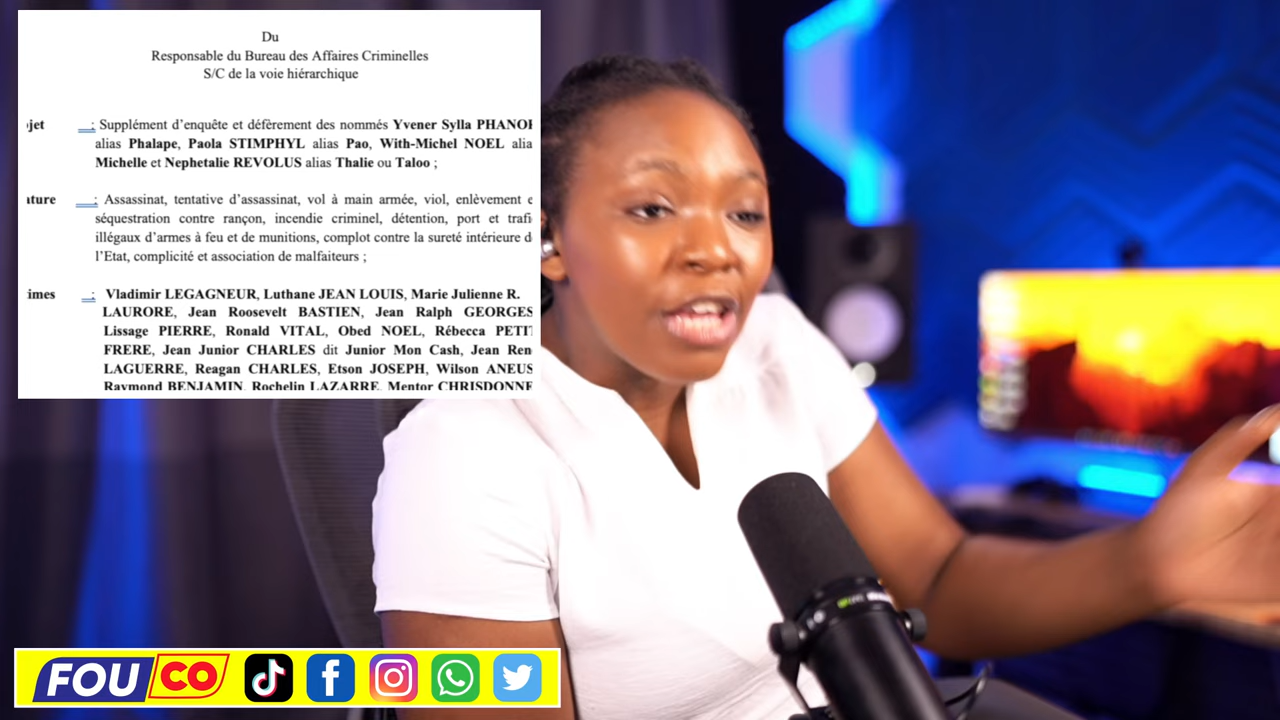 Du
Responsable du Bureau des Affaires Criminelles
S/C de la voie hiérarchique
jet : Supplément d’enquête et défèrement des nommés Yvener Sylla PHANOR
alias Phalape, Paola STIMPHYL alias Pao, With-Michel NOEL alia
Michelle et Nephetalie REVOLUS alias Thalie ou Taloo ;
ture : Assassinat, tentative d’assassinat, vol à main armée, viol, enlèvement e
séquestration contre rançon, incendie criminel, détention, port et trafi
illégaux d’armes à feu et de munitions, complot contre la sureté intérieure de
l’Etat, complicité et association de malfaiteurs ;
times : Vladimir LEGAGNEUR, Luthane JEAN LOUIS, Marie Julienne R.
LAURORE, Jean Roosevelt BASTIEN, Jean Ralph GEORGES
Lissage PIERRE, Ronald VITAL, Obed NOEL, Rébecca PETIT
FRERE, Jean Junior CHARLES dit Junior Mon Cash, Jean Ren
LAGUERRE, Reagan CHARLES, Etson JOSEPH, Wilson ANEUS
Raymond BENJAMIN, Rochelin LAZARRE, Mentor CHRISDONNE
FOUCO